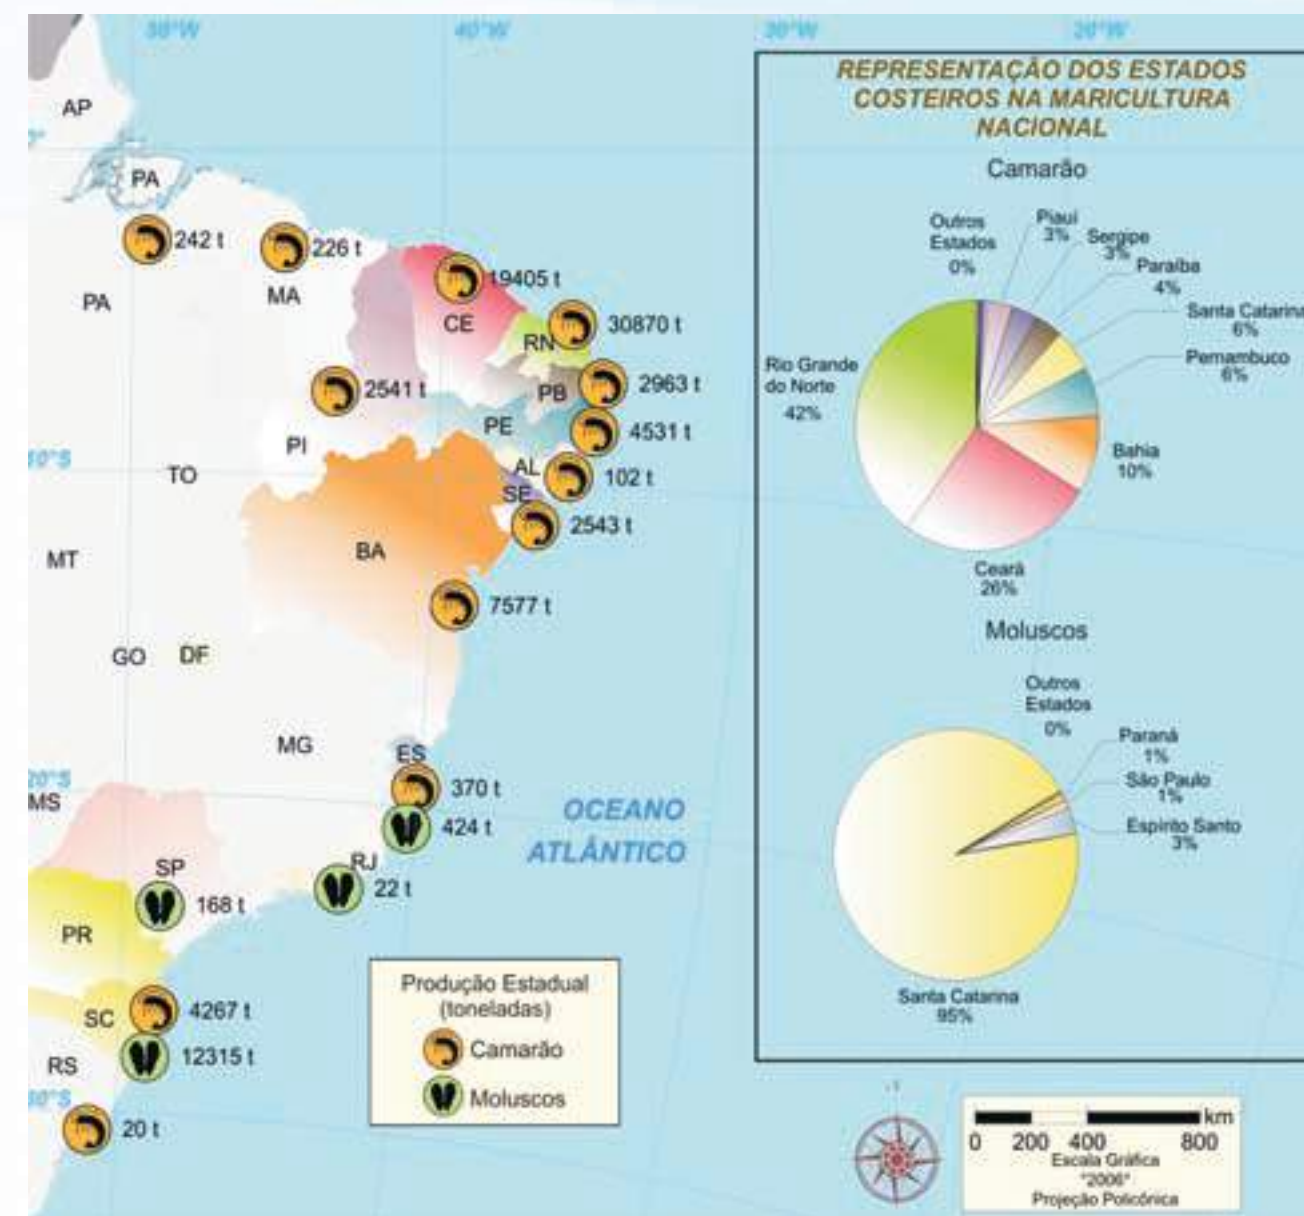 50°W
40°W
30°W
20°W
AP
0°
PA
242 t
226 t
PA
MA
19405 t
CE
30870 t
RN
2541 t
PB
2963 t
PE
4531 t
PI
10°S
TO
AL
102 t
SE
2543 t
BA
MT
7577 t
GO
DF
MG
ES
20°S
MS
370 t
424 t
OCEANO
ATLÂNTICO
SP
RJ
168 t
22 t
PR
SC
4267 t
12315 t
RS
30°S
20 t
Produção Estadual
(toneladas)
Camarão
Moluscos
REPRESENTAÇÃO DOS ESTADOS
COSTEIROS NA MARICULTURA
NACIONAL
Camarão
Outros
Estados
0%
Piauí
3%
Sergipe
3%
Paraíba
4%
Santa Catarina
6%
Pernambuco
6%
Rio Grande
do Norte
42%
Bahia
10%
Ceará
26%
Moluscos
Outros
Estados
0%
Paraná
1%
São Paulo
1%
Espírito Santo
3%
Santa Catarina
95%
km
0 200 400 800
Escala Gráfica
"2006"
Projeção Policônica